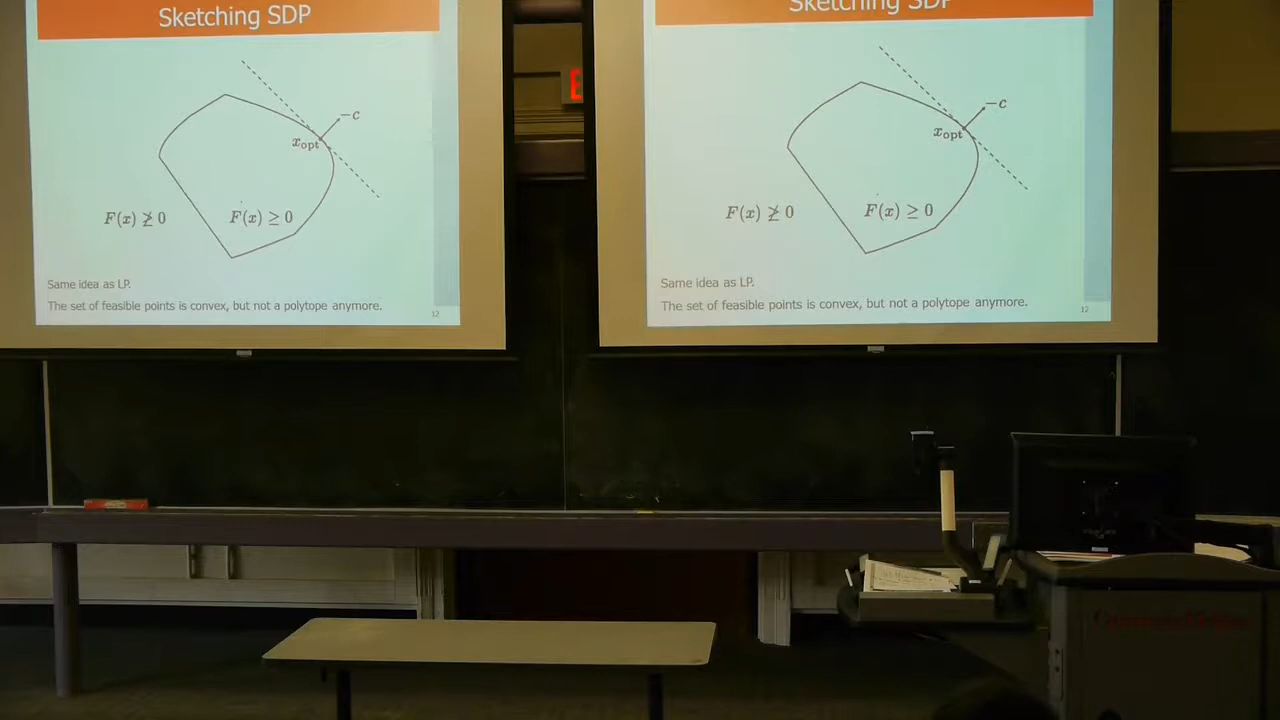 Sketching SDP
−c
x_opt
F(x) ≱ 0
F(x) ≥ 0
Same idea as LP.
The set of feasible points is convex, but not a polytope anymore.
12
Sketching SDP
−c
x_opt
F(x) ≱ 0
F(x) ≥ 0
Same idea as LP.
The set of feasible points is convex, but not a polytope anymore.
12
E